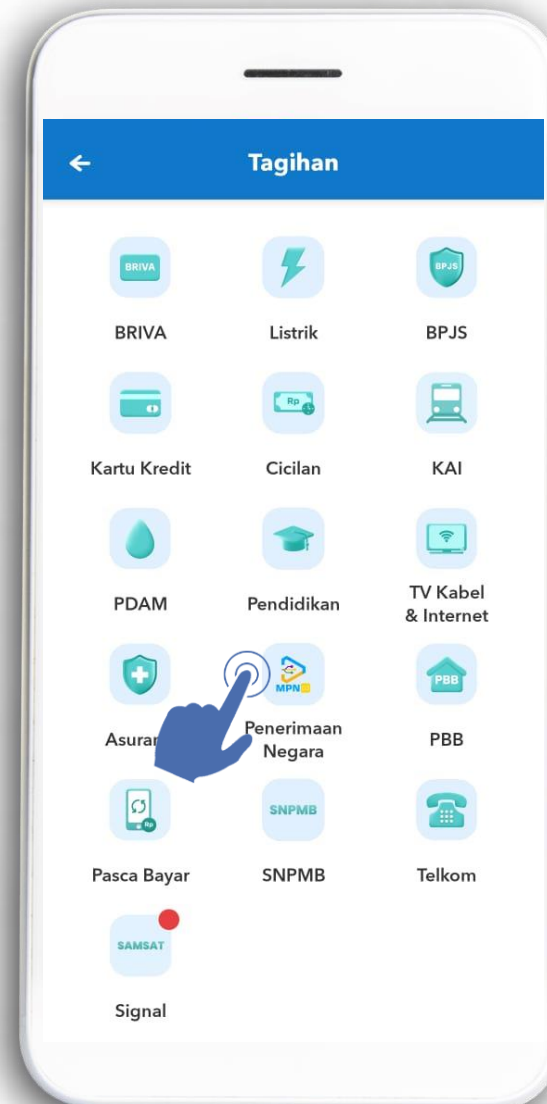 Tagihan
BRIVA
BPJS
BRIVA
Listrik
BPJS
Rp
Kartu Kredit
Cicilan
KAI
PDAM
Pendidikan
TV Kabel
& Internet
MPN
PBB
Penerimaan
Negara
PBB
Rp
SNPMB
Pasca Bayar
SNPMB
Telkom
SAMSAT
Signal